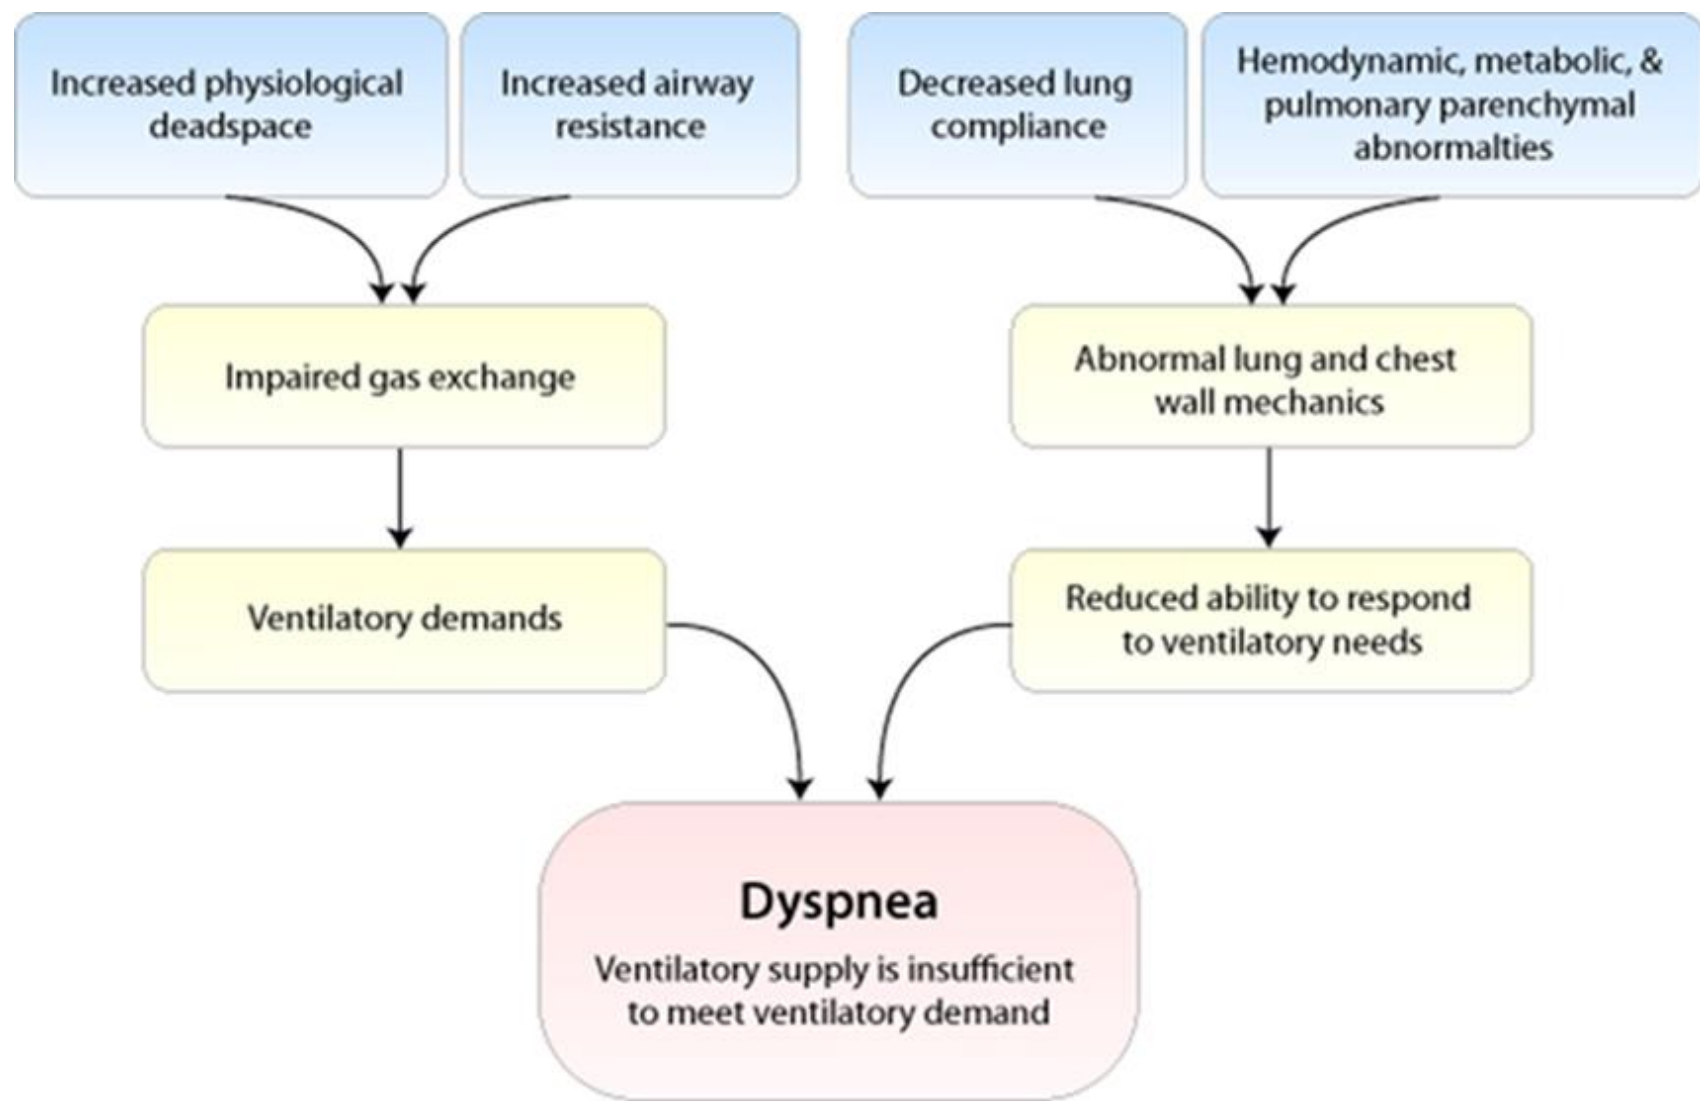 Increased physiological
deadspace
Increased airway
resistance
Decreased lung
compliance
Hemodynamic, metabolic, &
pulmonary parenchymal
abnormalties
Impaired gas exchange
Abnormal lung and chest
wall mechanics
Ventilatory demands
Reduced ability to respond
to ventilatory needs
Dyspnea
Ventilatory supply is insufficient
to meet ventilatory demand